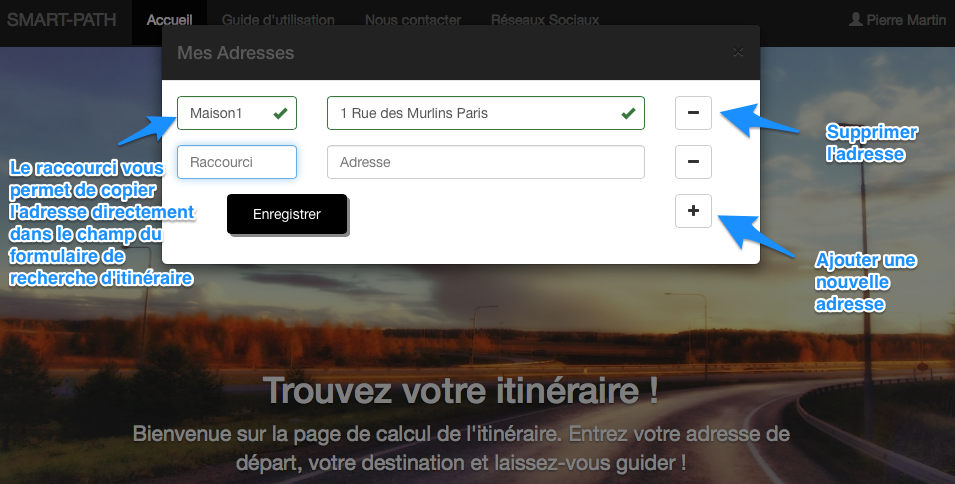 SMART-PATH Accueil Guide d'utilisation Nous contacter Réseaux Sociaux Pierre Martin
Mes Adresses ×
Maison1 1 Rue des Murlins Paris
Raccourci Adresse
Enregistrer
Le raccourci vous
permet de copier
l'adresse directement
dans le champ du
formulaire de
recherche d'itinéraire
Supprimer
l'adresse
Ajouter une
nouvelle
adresse
Trouvez votre itinéraire !
Bienvenue sur la page de calcul de l'itinéraire. Entrez votre adresse de
départ, votre destination et laissez-vous guider !